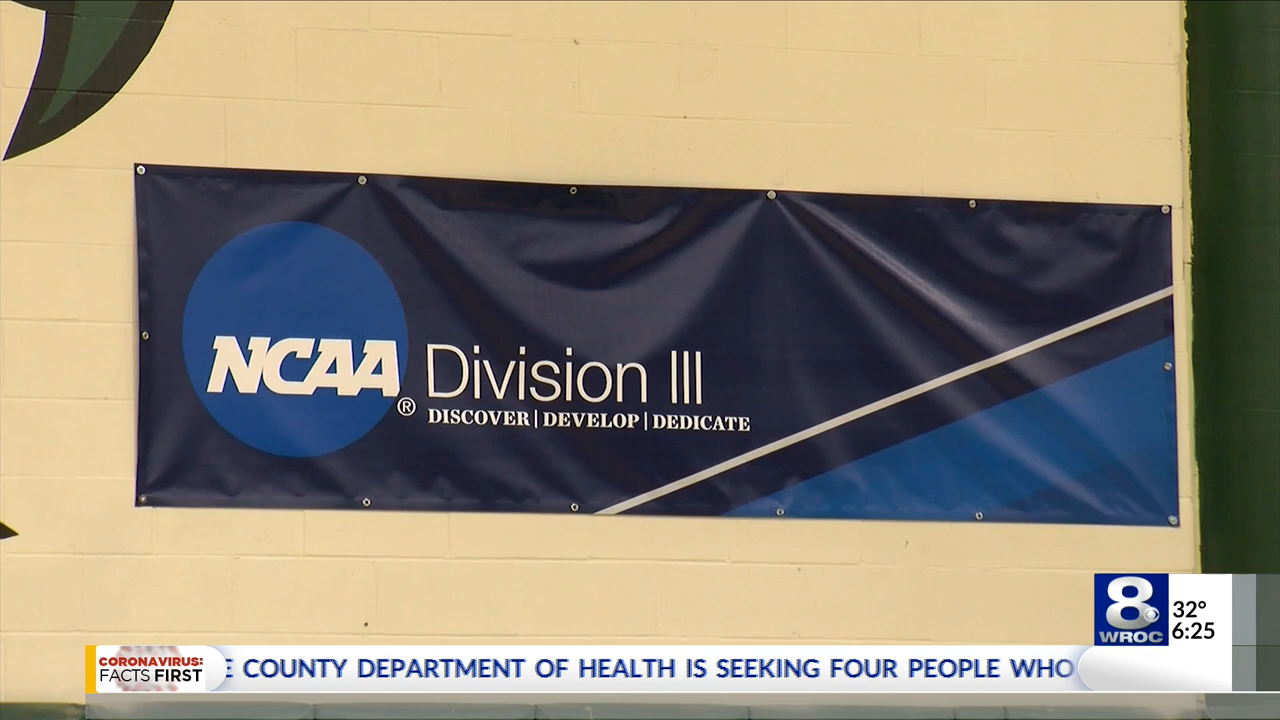 NCAA® Division III
DISCOVER | DEVELOP | DEDICATE
8
WROC
32°
6:25
CORONAVIRUS:
FACTS FIRST
COUNTY DEPARTMENT OF HEALTH IS SEEKING FOUR PEOPLE WHO